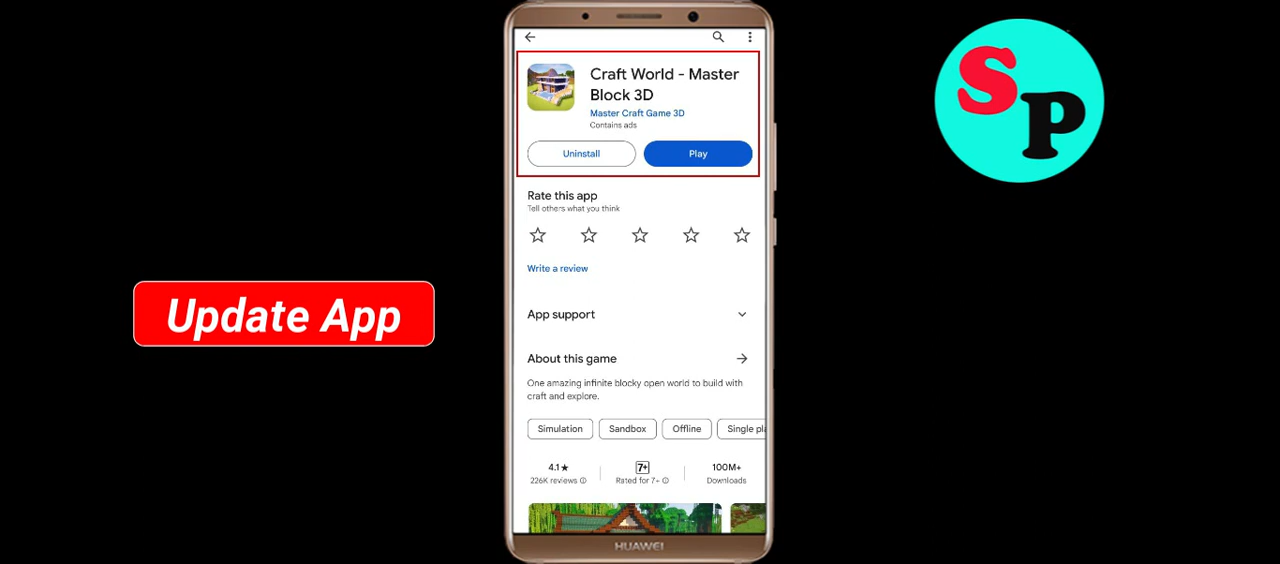 Craft World - Master
Block 3D
Master Craft Game 3D
Contains ads
Uninstall
Play
Rate this app
Tell others what you think
Write a review
App support
About this game
One amazing infinite blocky open world to build with
craft and explore.
Simulation
Sandbox
Offline
Single pla
4.1★
226K reviews
7+
Rated for 7+
100M+
Downloads
HUAWEI
Update App
SP